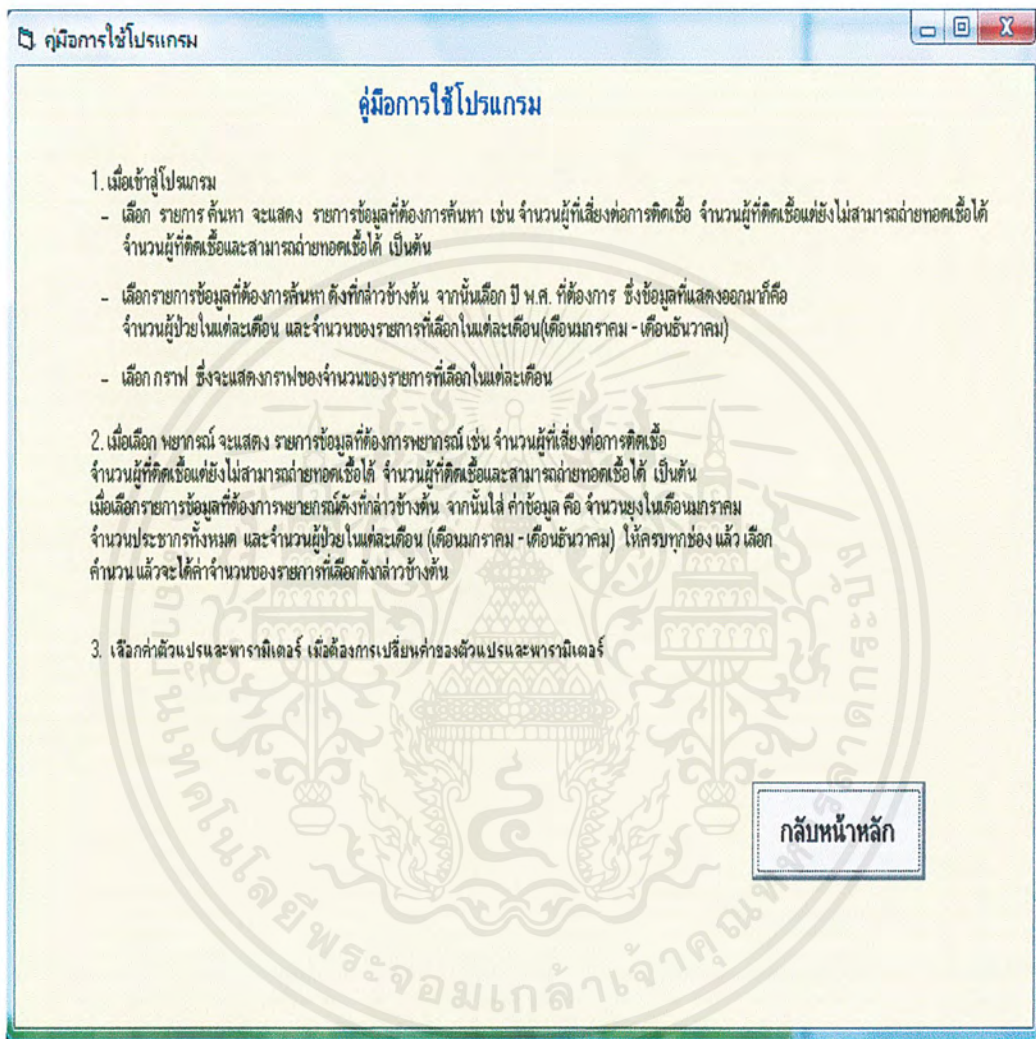 คู่มือการใช้โปรแกรม
คู่มือการใช้โปรแกรม
1. เมื่อเข้าสู่โปรแกรม
- เลือก รายการ ค้นหา จะแสดง รายการข้อมูลที่ต้องการค้นหา เช่น จำนวนผู้ที่เสี่ยงต่อการติดเชื้อ จำนวนผู้ที่ติดเชื้อแต่ยังไม่สามารถถ่ายทอดเชื้อได้
จำนวนผู้ที่ติดเชื้อและสามารถถ่ายทอดเชื้อได้ เป็นต้น
- เลือกรายการข้อมูลที่ต้องการค้นหา ดังที่กล่าวข้างต้น จากนั้นเลือก ปี พ.ศ. ที่ต้องการ ซึ่งข้อมูลที่แสดงออกมาก็คือ
จำนวนผู้ป่วยในแต่ละเดือน และจำนวนของรายการที่เลือกในแต่ละเดือน(เดือนมกราคม - เดือนธันวาคม)
- เลือก กราฟ ซึ่งจะแสดงกราฟของจำนวนของรายการที่เลือกในแต่ละเดือน
2. เมื่อเลือก พยากรณ์ จะแสดง รายการข้อมูลที่ต้องการพยากรณ์ เช่น จำนวนผู้ที่เสี่ยงต่อการติดเชื้อ
จำนวนผู้ที่ติดเชื้อแต่ยังไม่สามารถถ่ายทอดเชื้อได้ จำนวนผู้ที่ติดเชื้อและสามารถถ่ายทอดเชื้อได้ เป็นต้น
เมื่อเลือกรายการข้อมูลที่ต้องการพยายกรณ์ดังที่กล่าวข้างต้น จากนั้นใส่ ค่าข้อมูล คือ จำนวนยุงในเดือนมกราคม
จำนวนประชากรทั้งหมด และจำนวนผู้ป่วยในแต่ละเดือน (เดือนมกราคม - เดือนธันวาคม) ให้ครบทุกช่อง แล้ว เลือก
คำนวน แล้วจะได้ค่าจำนวนของรายการที่เลือกดังกล่าวข้างต้น
3. เลือกค่าตัวแปรและพารามิเตอร์ เมื่อต้องการเปลี่ยนค่าของตัวแปรและพารามิเตอร์
กลับหน้าหลัก
สถาบันเทคโนโลยีพระจอมเกล้าเจ้าคุณทหารลาดกระบัง